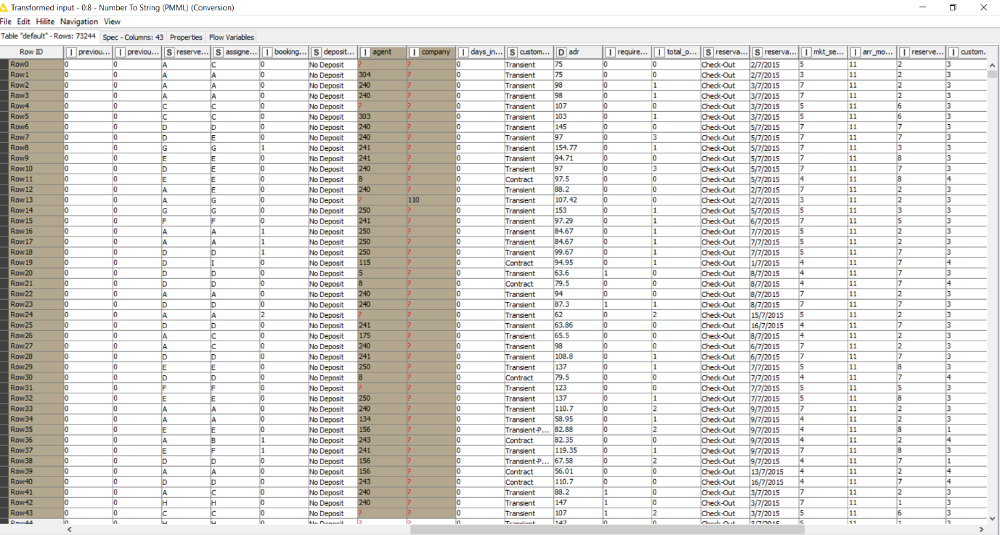 Transformed input - 0:8 - Number To String (PMML) (Conversion)
File Edit Hilite Navigation View
Table "default" - Rows: 73244 Spec - Columns: 43 Properties Flow Variables
Row ID I previou... I previou... S reserve... S assigne... I booking... S deposit... I agent I company I days_in... S custom... D adr I require... I total_o... S reserva... S reserva... I mkt_se... I arr_mo... I reserve... I custom.
Row0 0 0 A C 0 No Deposit ? ? 0 Transient 75 0 0 Check-Out 2/7/2015 5 11 2 3
Row1 0 0 A A 0 No Deposit 304 ? 0 Transient 75 0 0 Check-Out 2/7/2015 3 11 2 3
Row2 0 0 A A 0 No Deposit 240 ? 0 Transient 98 0 1 Check-Out 3/7/2015 7 11 2 3
Row3 0 0 A A 0 No Deposit 240 ? 0 Transient 98 0 1 Check-Out 3/7/2015 7 11 2 3
Row4 0 0 C C 0 No Deposit ? ? 0 Transient 107 0 0 Check-Out 3/7/2015 5 11 6 3
Row5 0 0 C C 0 No Deposit 303 ? 0 Transient 103 0 1 Check-Out 3/7/2015 5 11 6 3
Row6 0 0 D D 0 No Deposit 240 ? 0 Transient 145 0 0 Check-Out 5/7/2015 7 11 7 3
Row7 0 0 D E 0 No Deposit 240 ? 0 Transient 97 0 3 Check-Out 5/7/2015 7 11 7 3
Row8 0 0 G G 1 No Deposit 241 ? 0 Transient 154.77 0 1 Check-Out 5/7/2015 7 11 3 3
Row9 0 0 E E 0 No Deposit 241 ? 0 Transient 94.71 0 0 Check-Out 5/7/2015 7 11 8 3
Row10 0 0 D E 0 No Deposit 240 ? 0 Transient 97 0 3 Check-Out 5/7/2015 7 11 7 3
Row11 0 0 E E 0 No Deposit 8 ? 0 Contract 97.5 0 0 Check-Out 5/7/2015 4 11 8 4
Row12 0 0 A E 0 No Deposit 240 ? 0 Transient 88.2 0 0 Check-Out 2/7/2015 7 11 2 3
Row13 0 0 A G 0 No Deposit ? 110 0 Transient 107.42 0 0 Check-Out 2/7/2015 3 11 2 3
Row14 0 0 G G 0 No Deposit 250 ? 0 Transient 153 0 1 Check-Out 5/7/2015 5 11 3 3
Row15 0 0 F F 0 No Deposit 241 ? 0 Transient 97.29 0 1 Check-Out 6/7/2015 7 11 5 3
Row16 0 0 A A 1 No Deposit 250 ? 0 Transient 84.67 0 1 Check-Out 7/7/2015 5 11 2 3
Row17 0 0 A A 1 No Deposit 250 ? 0 Transient 84.67 0 1 Check-Out 7/7/2015 5 11 2 3
Row18 0 0 D D 1 No Deposit 250 ? 0 Transient 99.67 0 1 Check-Out 7/7/2015 5 11 7 3
Row19 0 0 D I 0 No Deposit 115 ? 0 Contract 94.95 0 1 Check-Out 1/7/2015 4 11 7 4
Row20 0 0 D D 0 No Deposit 5 ? 0 Transient 63.6 1 0 Check-Out 8/7/2015 4 11 7 3
Row21 0 0 D D 0 No Deposit 8 ? 0 Contract 79.5 0 0 Check-Out 8/7/2015 4 11 7 4
Row22 0 0 A A 0 No Deposit 240 ? 0 Transient 94 0 0 Check-Out 8/7/2015 7 11 2 3
Row23 0 0 D D 0 No Deposit 240 ? 0 Transient 87.3 1 1 Check-Out 8/7/2015 7 11 7 3
Row24 0 0 A A 2 No Deposit ? ? 0 Transient 62 0 2 Check-Out 15/7/2015 5 11 2 3
Row25 0 0 D D 0 No Deposit 241 ? 0 Transient 63.86 0 0 Check-Out 16/7/2015 4 11 7 3
Row26 0 0 A C 0 No Deposit 175 ? 0 Transient 65.5 0 0 Check-Out 8/7/2015 4 11 2 3
Row27 0 0 A C 0 No Deposit 240 ? 0 Transient 98 0 0 Check-Out 6/7/2015 7 11 2 3
Row28 0 0 D D 0 No Deposit 241 ? 0 Transient 108.8 0 1 Check-Out 6/7/2015 7 11 7 3
Row29 0 0 E E 0 No Deposit 250 ? 0 Transient 137 0 1 Check-Out 7/7/2015 5 11 8 3
Row30 0 0 D D 0 No Deposit 8 ? 0 Contract 79.5 0 0 Check-Out 7/7/2015 4 11 7 4
Row31 0 0 F F 0 No Deposit ? ? 0 Transient 123 0 0 Check-Out 7/7/2015 5 11 5 3
Row32 0 0 E E 0 No Deposit 250 ? 0 Transient 137 0 1 Check-Out 7/7/2015 5 11 8 3
Row33 0 0 A A 0 No Deposit 240 ? 0 Transient 110.7 0 2 Check-Out 9/7/2015 7 11 2 3
Row34 0 0 A A 0 No Deposit 134 ? 0 Transient 58.95 0 1 Check-Out 9/7/2015 4 11 2 3
Row35 0 0 E E 0 No Deposit 156 ? 0 Transient-P... 82.88 0 2 Check-Out 9/7/2015 4 11 8 1
Row36 0 0 A B 1 No Deposit 243 ? 0 Contract 82.35 0 0 Check-Out 9/7/2015 4 11 2 4
Row37 0 0 E F 1 No Deposit 241 ? 0 Transient 119.35 0 1 Check-Out 9/7/2015 7 11 8 3
Row38 0 0 D D 0 No Deposit 156 ? 0 Transient-P... 67.58 0 2 Check-Out 9/7/2015 4 11 7 1
Row39 0 0 A A 0 No Deposit 156 ? 0 Contract 56.01 0 0 Check-Out 13/7/2015 4 11 2 4
Row40 0 0 D D 0 No Deposit 243 ? 0 Contract 110.7 0 0 Check-Out 16/7/2015 4 11 7 4
Row41 0 0 A C 0 No Deposit 240 ? 0 Transient 88.2 1 0 Check-Out 3/7/2015 7 11 2 3
Row42 0 0 H H 0 No Deposit 240 ? 0 Transient 147 1 0 Check-Out 3/7/2015 7 11 1 3
Row43 0 0 C C 0 No Deposit ? ? 0 Transient 107 1 2 Check-Out 3/7/2015 5 11 6 3
Row44 0 0 H H 0 No Deposit ? ? 0 Transient 147 0 0 Check-Out 3/7/2015 5 11 1 3